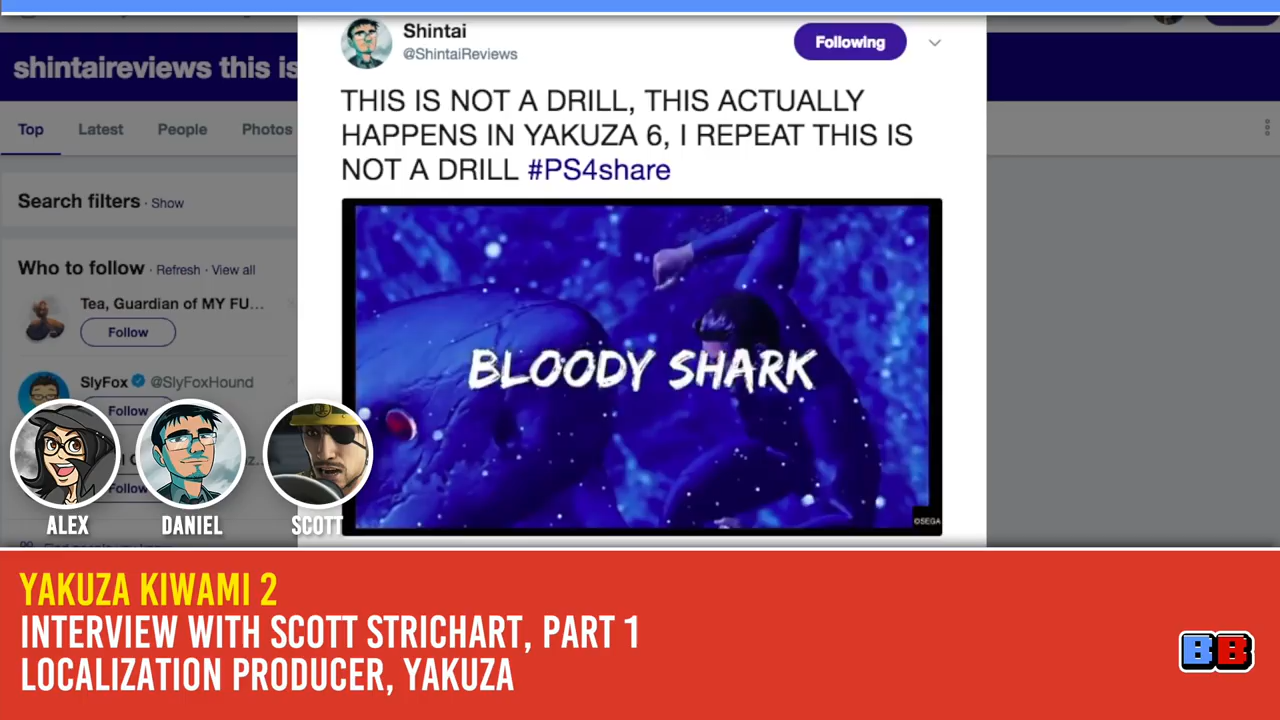 Shintai
@ShintaiReviews
Following
shintaireviews this is
THIS IS NOT A DRILL, THIS ACTUALLY
HAPPENS IN YAKUZA 6, I REPEAT THIS IS
NOT A DRILL #PS4share
Top Latest People Photos
Search filters · Show
Who to follow · Refresh · View all
Tea, Guardian of MY FU...
Follow
SlyFox @SlyFoxHound
Follow
Follow
BLOODY SHARK
©SEGA
ALEX DANIEL SCOTT
YAKUZA KIWAMI 2
INTERVIEW WITH SCOTT STRICHART, PART 1
LOCALIZATION PRODUCER, YAKUZA
BB